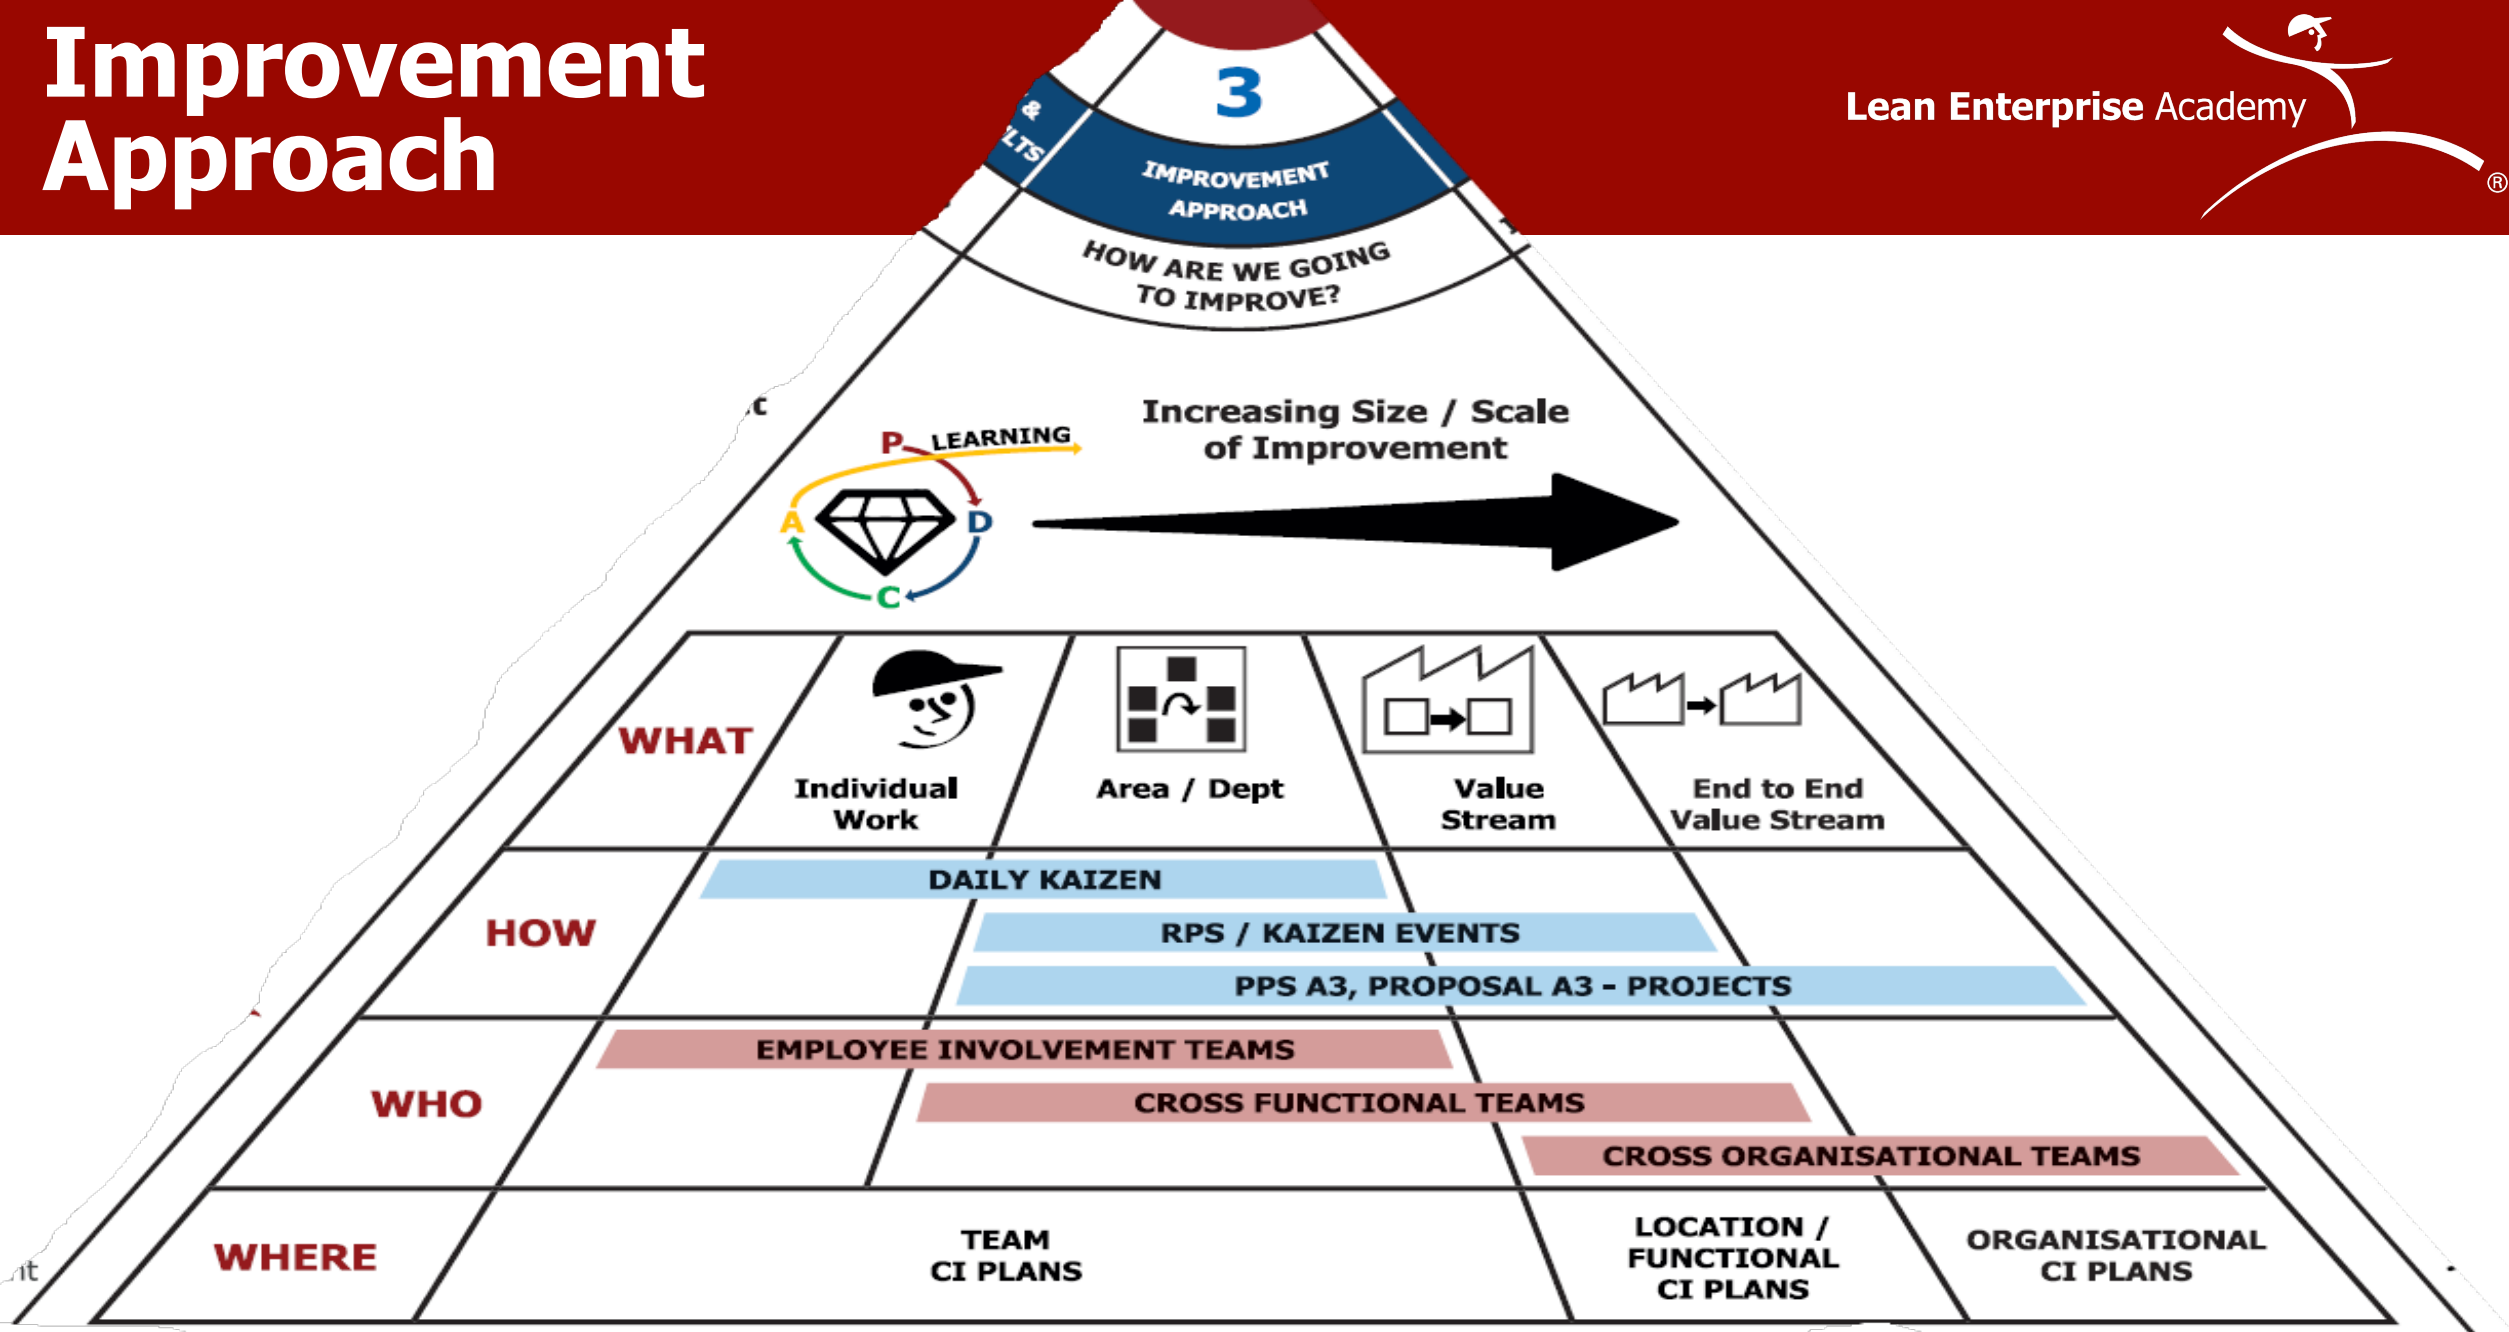 Improvement
Approach
Lean Enterprise Academy
®
3
&
LTS
IMPROVEMENT
APPROACH
HOW ARE WE GOING
TO IMPROVE?
t
P
LEARNING
A
D
C
Increasing Size / Scale
of Improvement
WHAT
Individual
Work
Area / Dept
Value
Stream
End to End
Value Stream
HOW
DAILY KAIZEN
RPS / KAIZEN EVENTS
PPS A3, PROPOSAL A3 - PROJECTS
WHO
EMPLOYEE INVOLVEMENT TEAMS
CROSS FUNCTIONAL TEAMS
CROSS ORGANISATIONAL TEAMS
WHERE
TEAM
CI PLANS
LOCATION /
FUNCTIONAL
CI PLANS
ORGANISATIONAL
CI PLANS